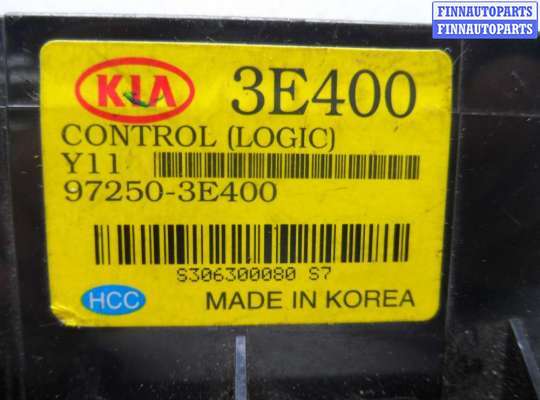 FINNAUTOPARTS
FINNAUTOPARTS
KIA 3E400
CONTROL (LOGIC)
Y11
97250-3E400
S306300080 S7
HCC MADE IN KOREA